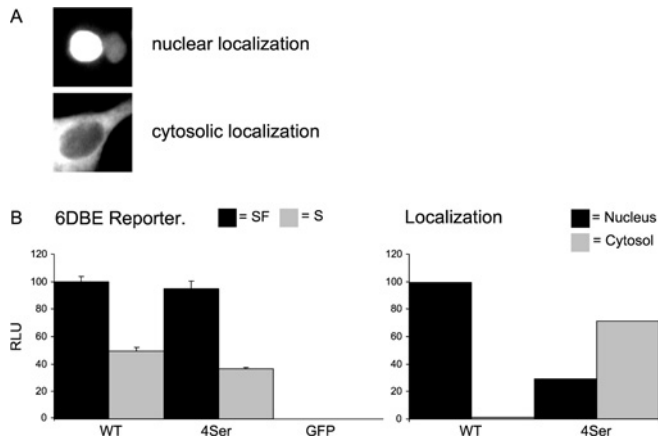 A
nuclear localization
cytosolic localization
B 6DBE Reporter. = SF = S
Localization = Nucleus
= Cytosol
RLU
120
100
80
60
40
20
0
WT 4Ser GFP
120
100
80
60
40
20
0
WT 4Ser